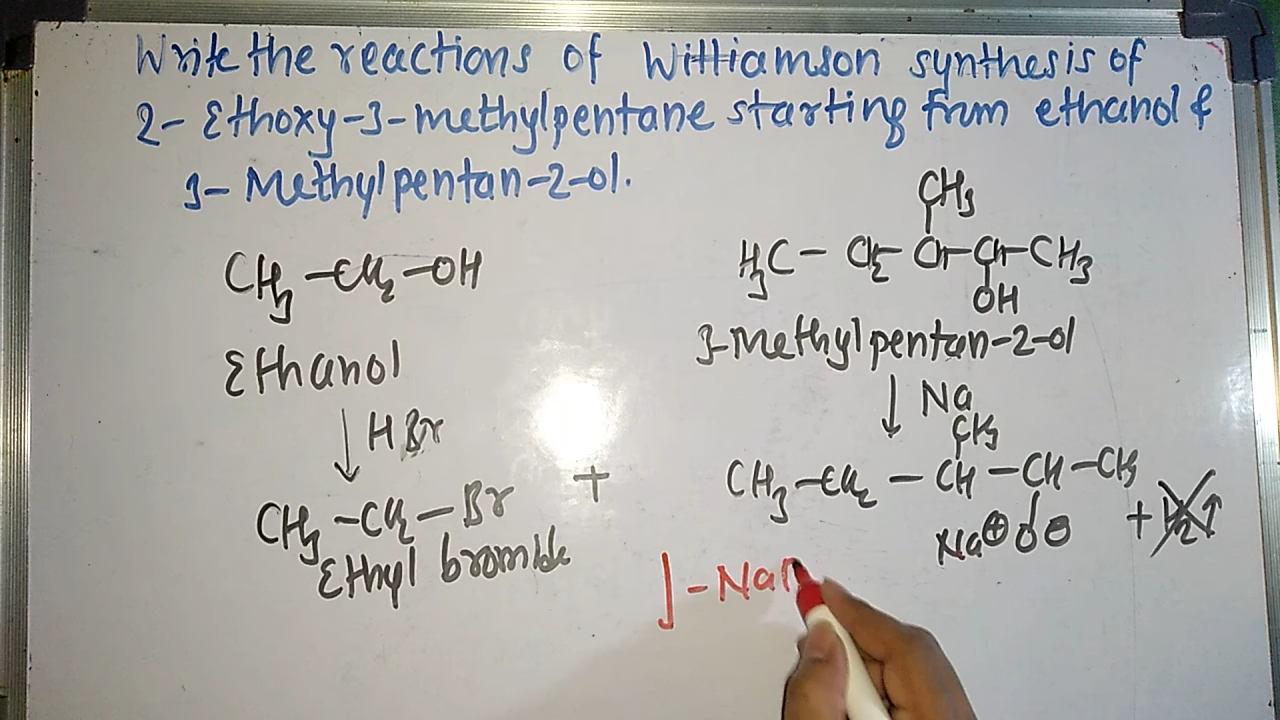 Write the reactions of Williamson synthesis of
2-Ethoxy-3-methylpentane starting from ethanol &
3-Methylpentan-2-ol.
CH3
CH3-CH2-OH
H3C-CH2-CH-CH-CH3
OH
Ethanol
3-Methylpentan-2-ol
↓ HBr
↓ Na
CH3
CH3-CH2-Br
+
CH3-CH2-CH-CH-CH3
Na⊕O⊖
+ H2↑
Ethyl bromide
↓-NaB